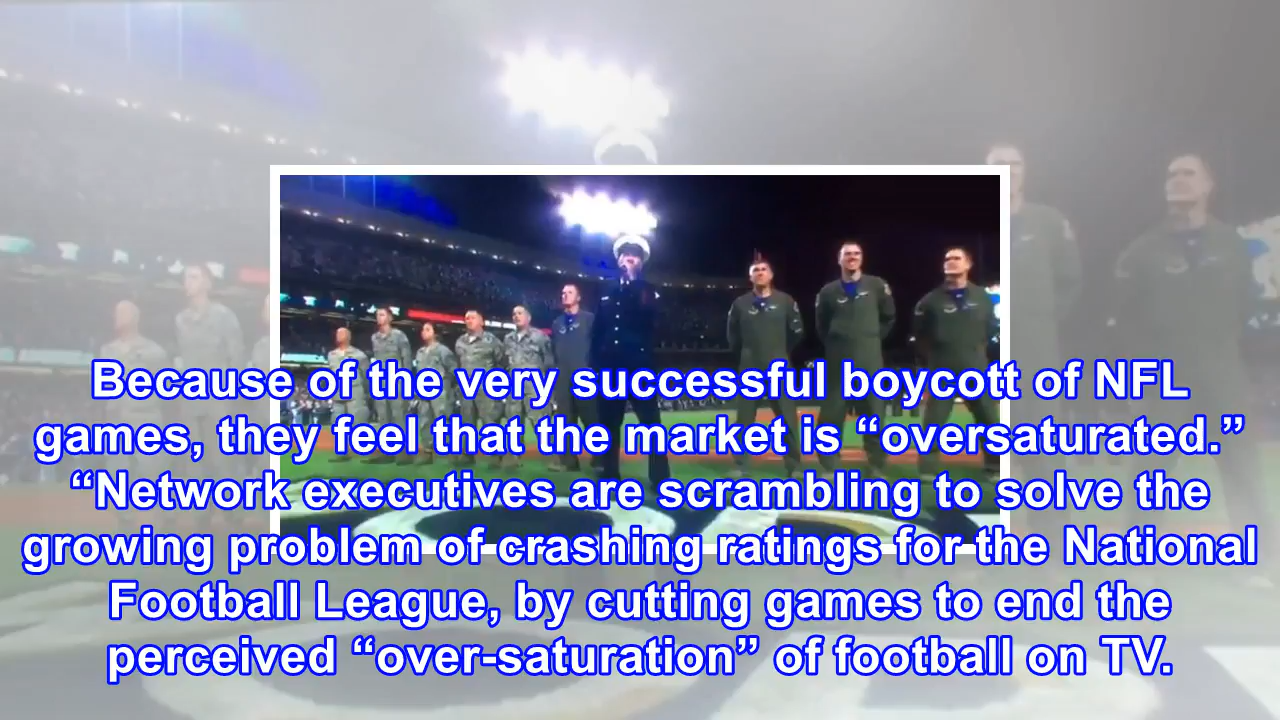 Because of the very successful boycott of NFL
games, they feel that the market is “oversaturated.”
“Network executives are scrambling to solve the
growing problem of crashing ratings for the National
Football League, by cutting games to end the
perceived “over-saturation” of football on TV.